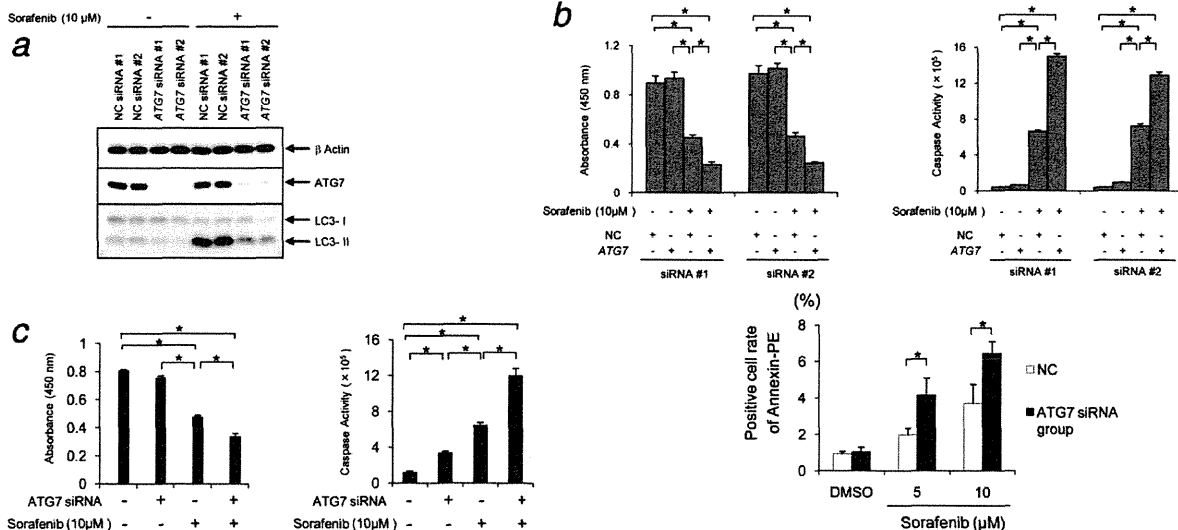 Sorafenib (10 μM)
-
+
a
NC siRNA #1
NC siRNA #2
ATG7 siRNA #1
ATG7 siRNA #2
NC siRNA #1
NC siRNA #2
ATG7 siRNA #1
ATG7 siRNA #2
β Actin
ATG7
LC3- I
LC3- II
b
* * * *
* * * *
* * * *
Absorbance (450 nm)
1.2
0.8
0.4
0
Sorafenib (10μM) - - + + - - + +
NC + - + - + - + -
ATG7 - + - + - + - +
siRNA #1 siRNA #2
* * * *
* * * *
Caspase Activity (× 10⁵)
16
12
8
4
0
Sorafenib (10μM) - - + + - - + +
NC + - + - + - + -
ATG7 - + - + - + - +
siRNA #1 siRNA #2
(%)
Positive cell rate
of Annexin-PE
8
6
4
2
0
* *
DMSO 5 10
Sorafenib (μM)
NC
ATG7 siRNA
group
c
* * * *
Absorbance (450 nm)
1
0.8
0.6
0.4
0.2
0
ATG7 siRNA - + - +
Sorafenib (10μM) - - + +
* * * * *
Caspase Activity (× 10⁵)
16
12
8
4
0
ATG7 siRNA - + - +
Sorafenib (10μM) - - + +